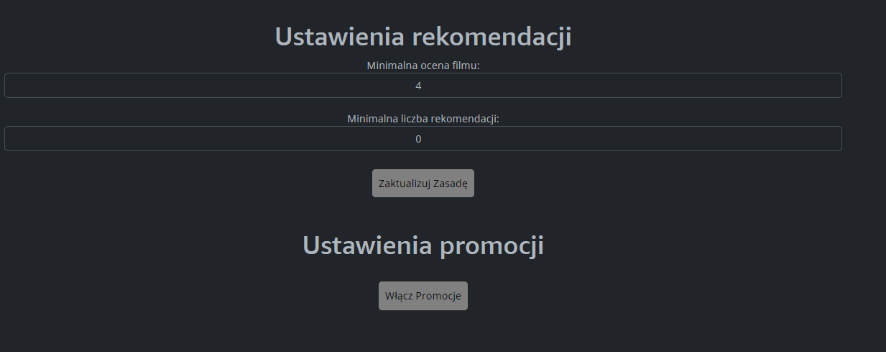 Ustawienia rekomendacji
Minimalna ocena filmu:
4
Minimalna liczba rekomendacji:
0
Zaktualizuj Zasadę
Ustawienia promocji
Włącz Promocje